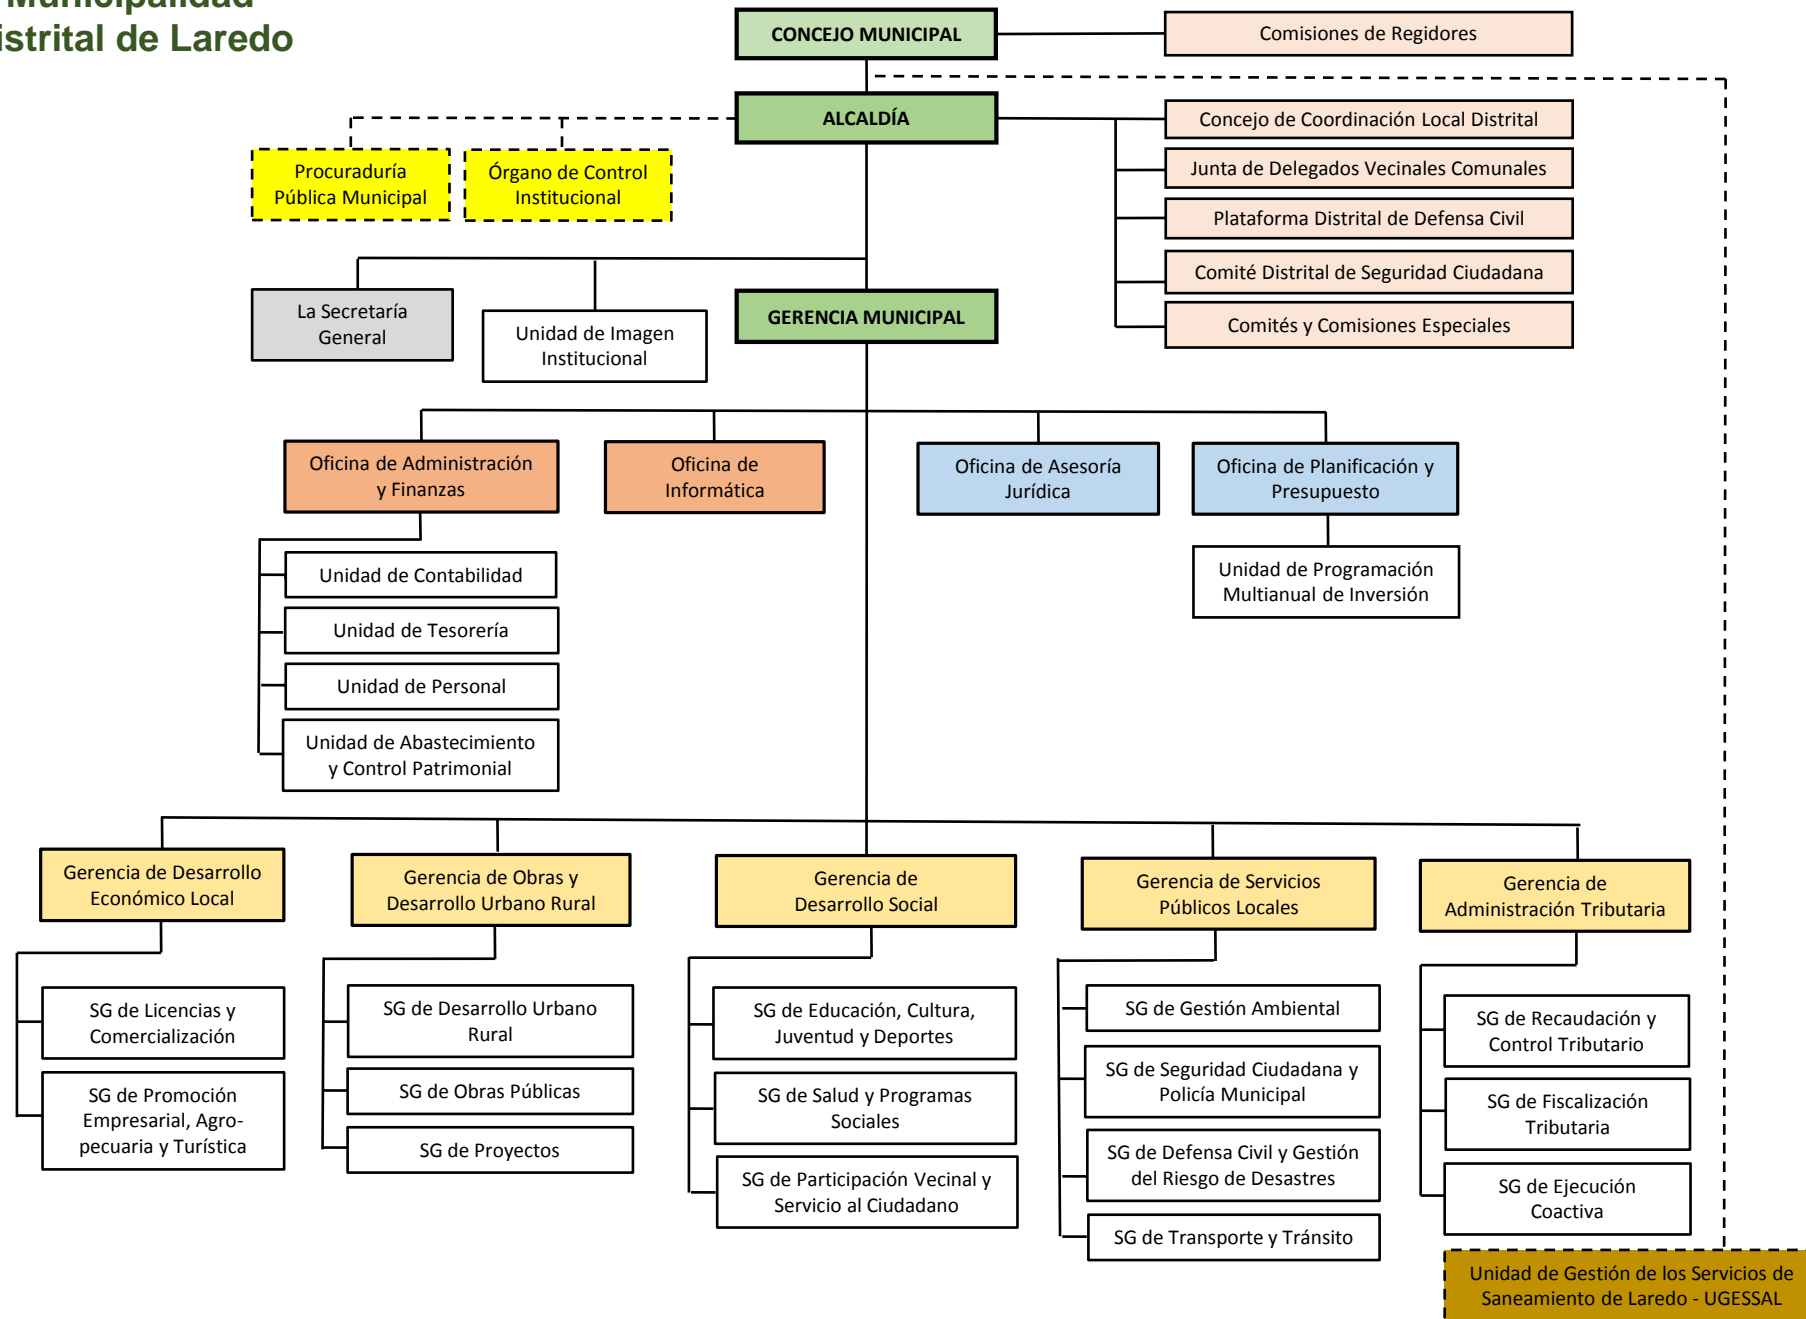 Municipalidad
istrital de Laredo
CONCEJO MUNICIPAL
Comisiones de Regidores
ALCALDÍA
Concejo de Coordinación Local Distrital
Junta de Delegados Vecinales Comunales
Plataforma Distrital de Defensa Civil
Comité Distrital de Seguridad Ciudadana
Comités y Comisiones Especiales
Procuraduría
Pública Municipal
Órgano de Control
Institucional
La Secretaría
General
Unidad de Imagen
Institucional
GERENCIA MUNICIPAL
Oficina de Administración
y Finanzas
Oficina de
Informática
Oficina de Asesoría
Jurídica
Oficina de Planificación y
Presupuesto
Unidad de Contabilidad
Unidad de Tesorería
Unidad de Personal
Unidad de Abastecimiento
y Control Patrimonial
Unidad de Programación
Multianual de Inversión
Gerencia de Desarrollo
Económico Local
Gerencia de Obras y
Desarrollo Urbano Rural
Gerencia de
Desarrollo Social
Gerencia de Servicios
Públicos Locales
Gerencia de
Administración Tributaria
SG de Licencias y
Comercialización
SG de Promoción
Empresarial, Agro-
pecuaria y Turística
SG de Desarrollo Urbano
Rural
SG de Obras Públicas
SG de Proyectos
SG de Educación, Cultura,
Juventud y Deportes
SG de Salud y Programas
Sociales
SG de Participación Vecinal y
Servicio al Ciudadano
SG de Gestión Ambiental
SG de Seguridad Ciudadana y
Policía Municipal
SG de Defensa Civil y Gestión
del Riesgo de Desastres
SG de Transporte y Tránsito
SG de Recaudación y
Control Tributario
SG de Fiscalización
Tributaria
SG de Ejecución
Coactiva
Unidad de Gestión de los Servicios de
Saneamiento de Laredo - UGESSAL